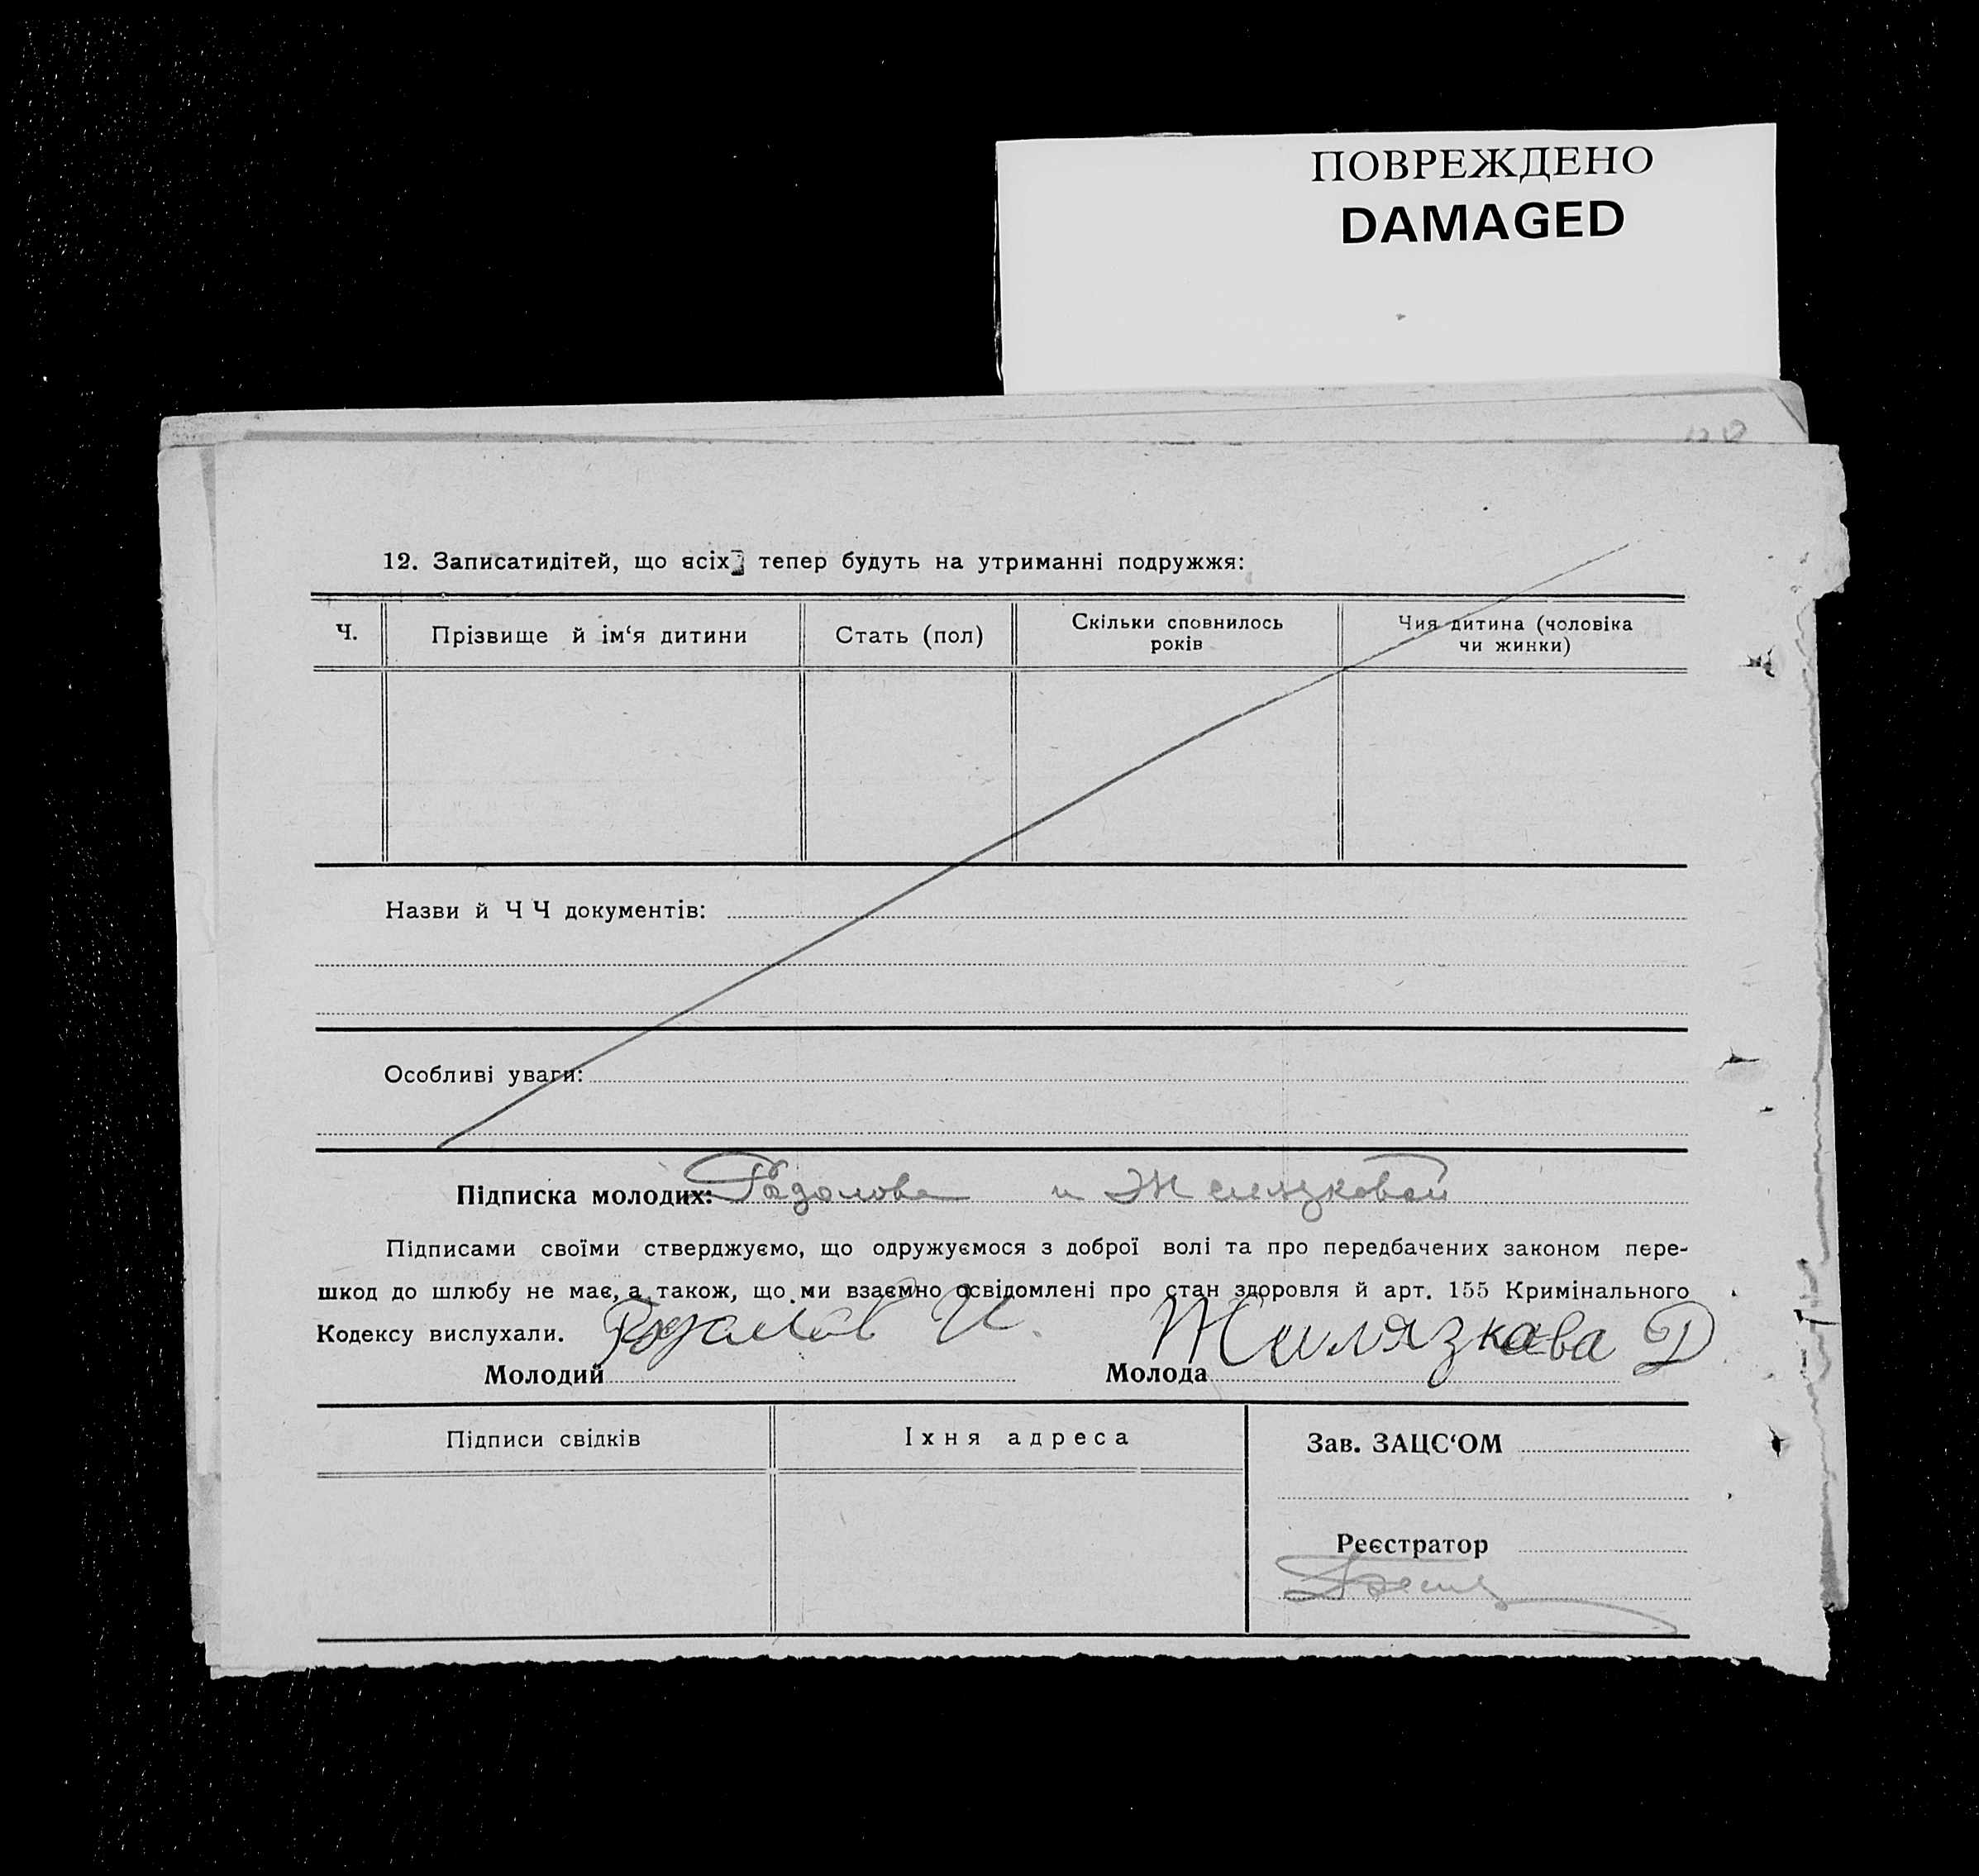 ПОВРЕЖДЕНО
DAMAGED
12. Записатидітей, що всіх тепер будуть на утриманні подружжя:
Ч.
Прізвище й ім‘я дитини
Стать (пол)
Скільки сповнилось
років
Чия дитина (чоловіка
чи жинки)
Назви й Ч Ч документів:
Особливі уваги:
Підписка молодих: и Желязковой
Підписами своїми стверджуємо, що одружуємося з доброї волі та про передбачених законом пере-
шкод до шлюбу не має, а також, що ми взаємно освідомлені про стан здоровля й арт. 155 Кримінального
Кодексу вислухали.
Молодий
Молода Жилязкава Д
Підписи свідків
Їхня адреса
Зав. ЗАЦС‘ОМ
Реєстратор